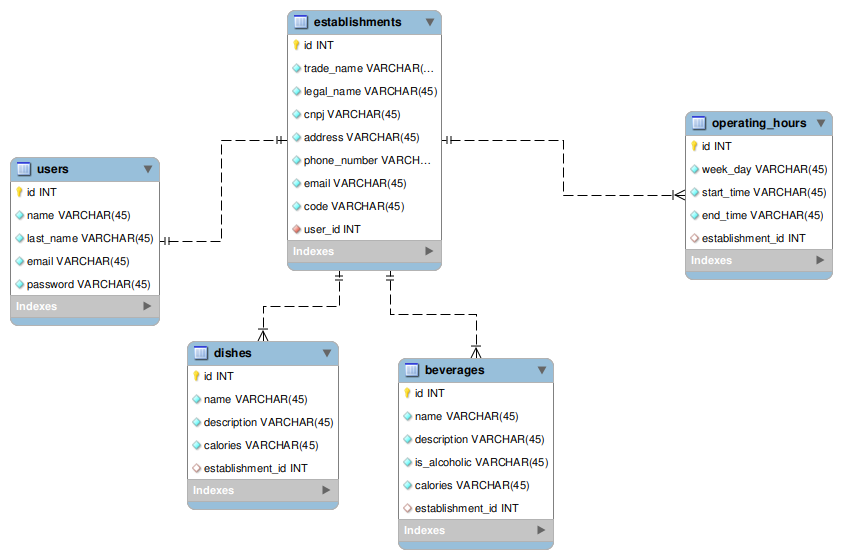 establishments
id INT
trade_name VARCHAR(...
legal_name VARCHAR(45)
cnpj VARCHAR(45)
address VARCHAR(45)
phone_number VARCH...
email VARCHAR(45)
code VARCHAR(45)
user_id INT
Indexes
users
id INT
name VARCHAR(45)
last_name VARCHAR(45)
email VARCHAR(45)
password VARCHAR(45)
Indexes
operating_hours
id INT
week_day VARCHAR(45)
start_time VARCHAR(45)
end_time VARCHAR(45)
establishment_id INT
Indexes
dishes
id INT
name VARCHAR(45)
description VARCHAR(45)
calories VARCHAR(45)
establishment_id INT
Indexes
beverages
id INT
name VARCHAR(45)
description VARCHAR(45)
is_alcoholic VARCHAR(45)
calories VARCHAR(45)
establishment_id INT
Indexes